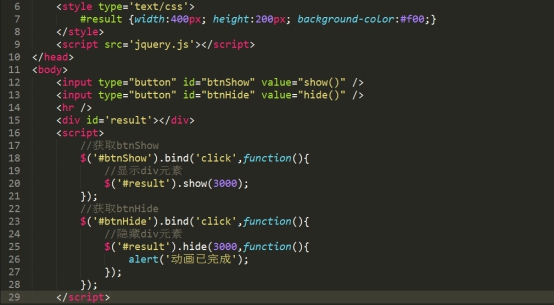 6 <style type='text/css'>
7 #result {width:400px; height:200px; background-color:#f00;}
8 </style>
9 <script src='jquery.js'></script>
10 </head>
11 <body>
12 <input type="button" id="btnShow" value="show()" />
13 <input type="button" id="btnHide" value="hide()" />
14 <hr />
15 <div id='result'></div>
16 <script>
17 //获取btnShow
18 $('#btnShow').bind('click',function(){
19 //显示div元素
20 $('#result').show(3000);
21 });
22 //获取btnHide
23 $('#btnHide').bind('click',function(){
24 //隐藏div元素
25 $('#result').hide(3000,function(){
26 alert('动画已完成');
27 });
28 });
29 </script>